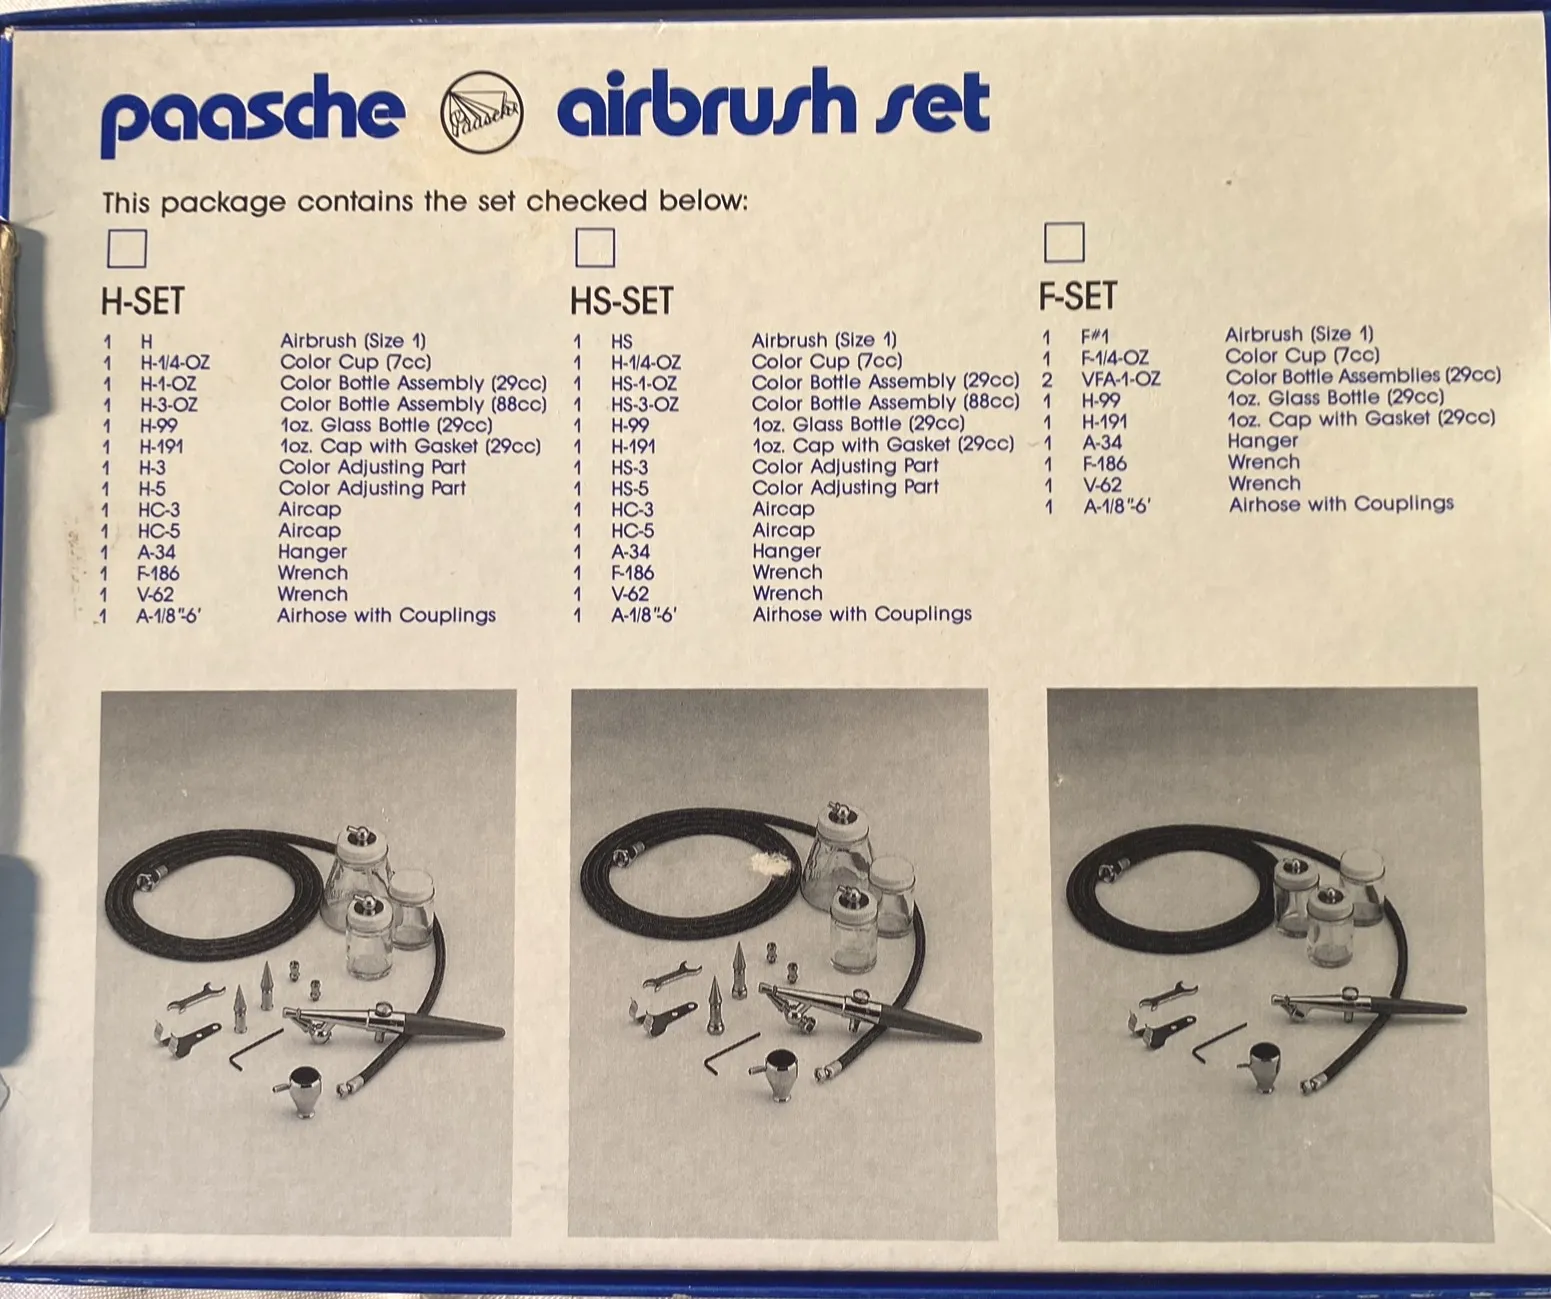 paasche Paasche airbrush set
This package contains the set checked below:
H-SET
1 H Airbrush (Size 1)
1 H-1/4-OZ Color Cup (7cc)
1 H-1-OZ Color Bottle Assembly (29cc)
1 H-3-OZ Color Bottle Assembly (88cc)
1 H-99 1oz. Glass Bottle (29cc)
1 H-191 1oz. Cap with Gasket (29cc)
1 H-3 Color Adjusting Part
1 H-5 Color Adjusting Part
1 HC-3 Aircap
1 HC-5 Aircap
1 A-34 Hanger
1 F-186 Wrench
1 V-62 Wrench
1 A-1/8"-6' Airhose with Couplings
HS-SET
1 HS Airbrush (Size 1)
1 H-1/4-OZ Color Cup (7cc)
1 HS-1-OZ Color Bottle Assembly (29cc)
1 HS-3-OZ Color Bottle Assembly (88cc)
1 H-99 1oz. Glass Bottle (29cc)
1 H-191 1oz. Cap with Gasket (29cc)
1 HS-3 Color Adjusting Part
1 HS-5 Color Adjusting Part
1 HC-3 Aircap
1 HC-5 Aircap
1 A-34 Hanger
1 F-186 Wrench
1 V-62 Wrench
1 A-1/8"-6' Airhose with Couplings
F-SET
1 F#1 Airbrush (Size 1)
1 F-1/4-OZ Color Cup (7cc)
2 VFA-1-OZ Color Bottle Assemblies (29cc)
1 H-99 1oz. Glass Bottle (29cc)
1 H-191 1oz. Cap with Gasket (29cc)
1 A-34 Hanger
1 F-186 Wrench
1 V-62 Wrench
1 A-1/8"-6' Airhose with Couplings